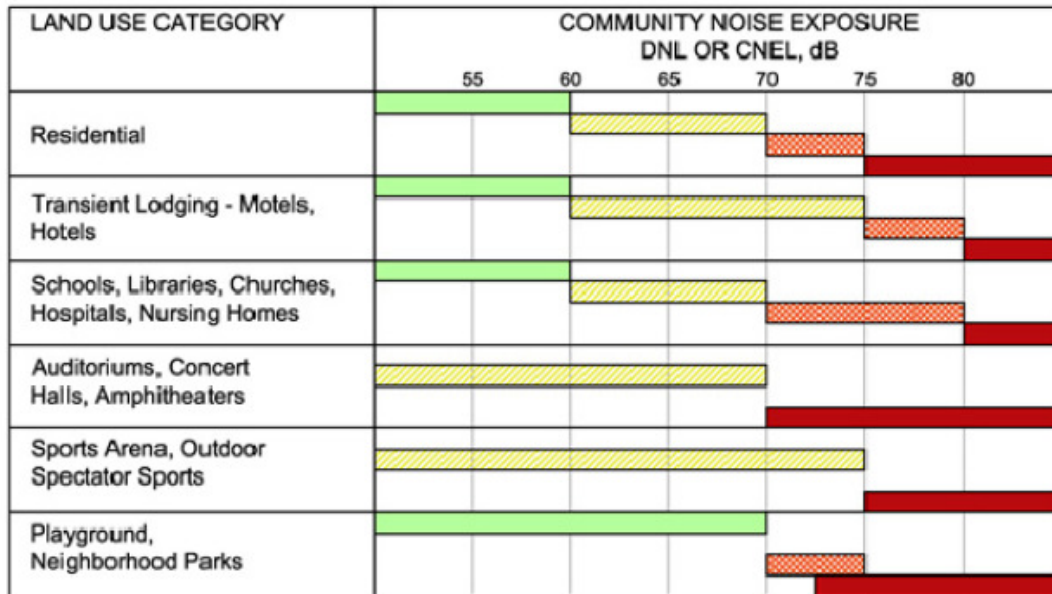 LAND USE CATEGORY
COMMUNITY NOISE EXPOSURE
DNL OR CNEL, dB
55 60 65 70 75 80
Residential
Transient Lodging - Motels,
Hotels
Schools, Libraries, Churches,
Hospitals, Nursing Homes
Auditoriums, Concert
Halls, Amphitheaters
Sports Arena, Outdoor
Spectator Sports
Playground,
Neighborhood Parks